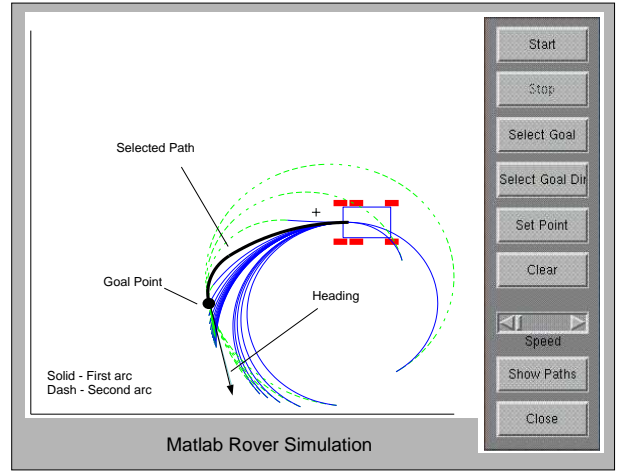 Selected Path
Goal Point
Heading
Solid - First arc
Dash - Second arc
Matlab Rover Simulation
Start
Stop
Select Goal
Select Goal Dir
Set Point
Clear
Speed
Show Paths
Close